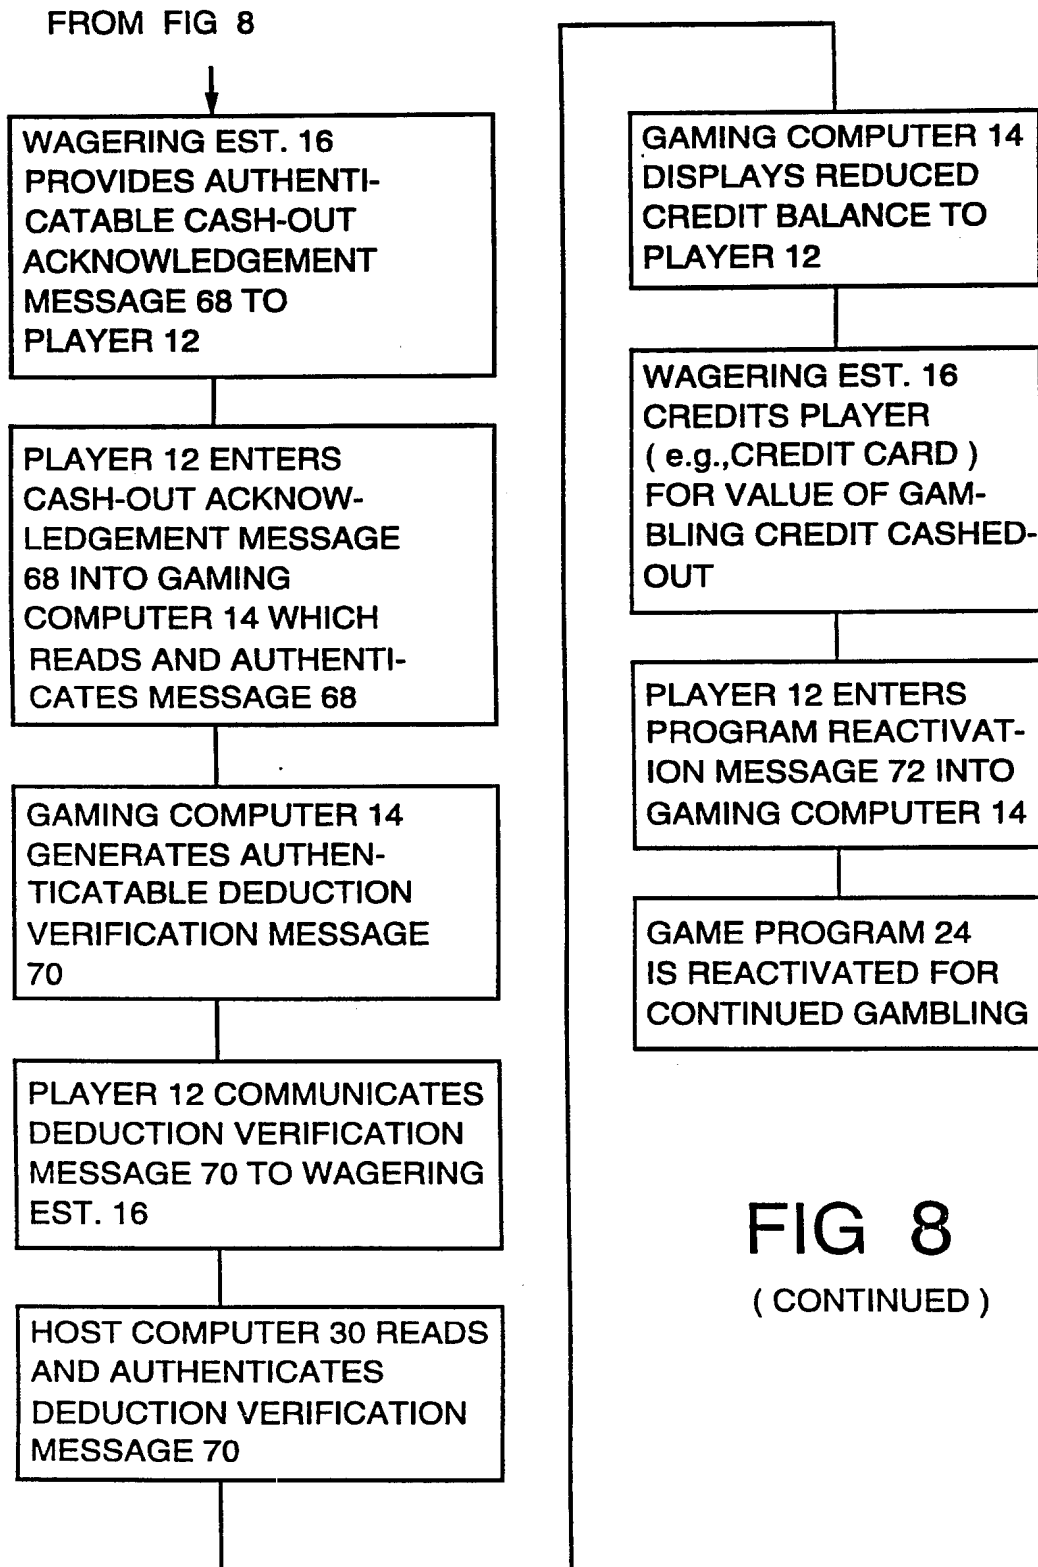 FROM FIG 8
WAGERING EST. 16
PROVIDES AUTHENTI-
CATABLE CASH-OUT
ACKNOWLEDGEMENT
MESSAGE 68 TO
PLAYER 12
PLAYER 12 ENTERS
CASH-OUT ACKNOW-
LEDGEMENT MESSAGE
68 INTO GAMING
COMPUTER 14 WHICH
READS AND AUTHENTI-
CATES MESSAGE 68
GAMING COMPUTER 14
GENERATES AUTHEN-
TICATABLE DEDUCTION
VERIFICATION MESSAGE
70
PLAYER 12 COMMUNICATES
DEDUCTION VERIFICATION
MESSAGE 70 TO WAGERING
EST. 16
HOST COMPUTER 30 READS
AND AUTHENTICATES
DEDUCTION VERIFICATION
MESSAGE 70
GAMING COMPUTER 14
DISPLAYS REDUCED
CREDIT BALANCE TO
PLAYER 12
WAGERING EST. 16
CREDITS PLAYER
( e.g.,CREDIT CARD )
FOR VALUE OF GAM-
BLING CREDIT CASHED-
OUT
PLAYER 12 ENTERS
PROGRAM REACTIVAT-
ION MESSAGE 72 INTO
GAMING COMPUTER 14
GAME PROGRAM 24
IS REACTIVATED FOR
CONTINUED GAMBLING
FIG 8
( CONTINUED )